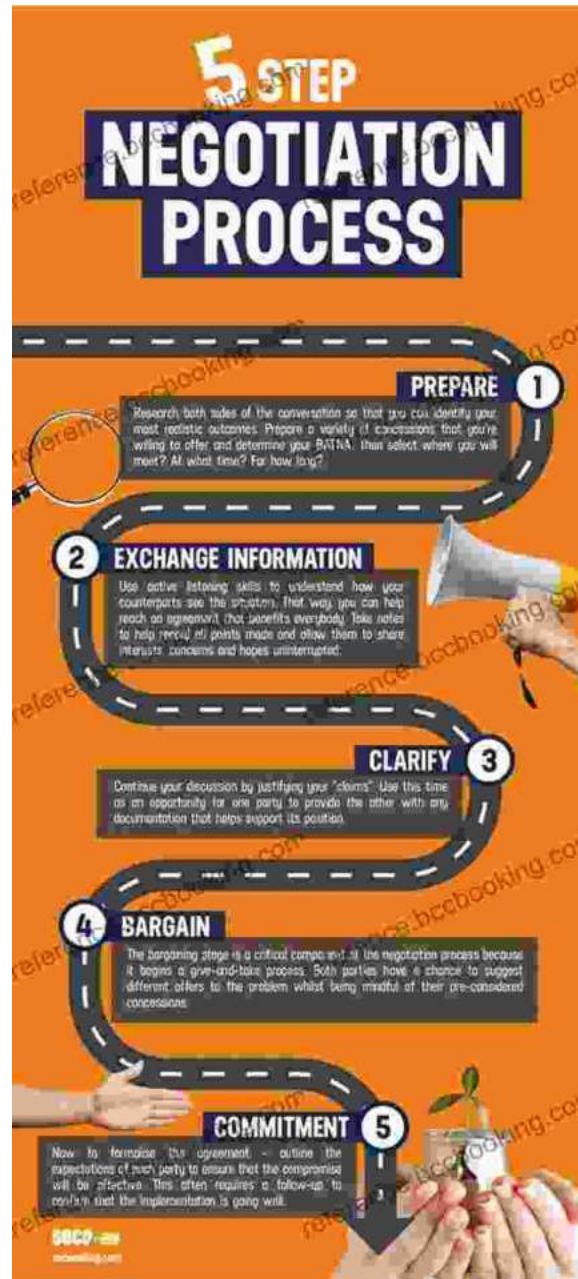 5 STEP
NEGOTIATION
PROCESS
PREPARE 1
Research both sides of the conversation so that you can identify your
most realistic outcomes. Prepare a variety of concessions that you're
willing to offer and determine your BATNA. Then select where you will
meet? At what time? For how long?
2 EXCHANGE INFORMATION
Use active listening skills to understand how your
counterparts see the situation. That way, you can help
reach an agreement that benefits everybody. Take notes
to help all points made and allow them to share
interests, concerns and hopes uninterrupted.
CLARIFY 3
Continue your discussion by justifying your "claims". Use this time
as an opportunity for one party to provide the other with any
documentation that helps support its position.
4 BARGAIN
The bargaining stage is a critical component of the negotiation process because
it begins a give-and-take process. Both parties have a chance to suggest
different offers to the problem whilst being mindful of their pre-considered
concessions.
COMMITMENT 5
Now to formalise the agreement - outline the
expectations of each party to ensure that the compromise
will be effective. This often requires a follow-up to
confirm that the implementation is going well.
reference.bccbooking.com